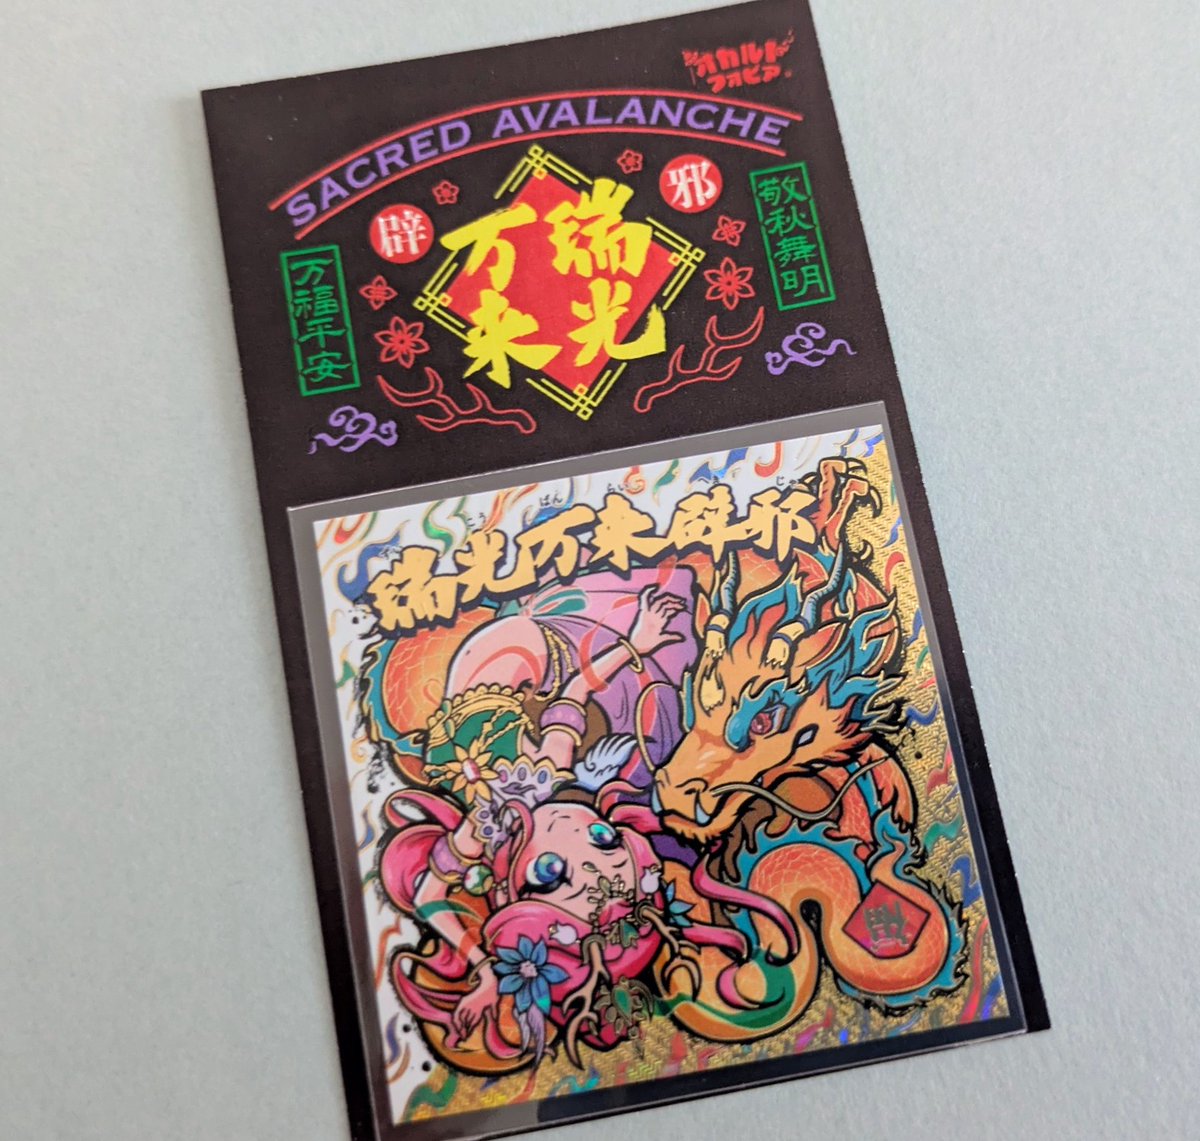 オカルト
フォビア
SACRED AVALANCHE
辟
邪
瑞光
万来
敬秋舞明
万福平安
瑞光万来辟邪